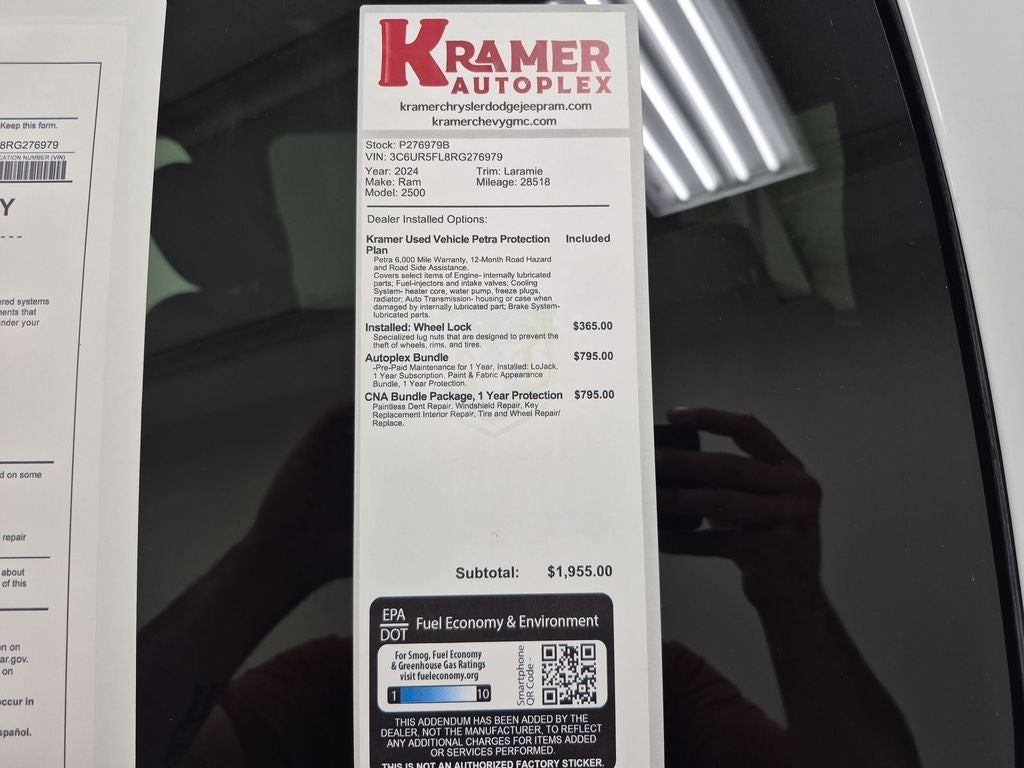 Keep this form.
8RG276979
CATION NUMBER (VIN)
Y
ered systems
nents that
nder your
d on some
repair
about
of this
n on
ar.gov.
on
occur in
spañol.
KRAMER
AUTOPLEX
kramerchryslerdodgejeepram.com
kramerchevygmc.com
Stock: P276979B
VIN: 3C6UR5FL8RG276979
Year: 2024 Trim: Laramie
Make: Ram Mileage: 28518
Model: 2500
Dealer Installed Options:
Kramer Used Vehicle Petra Protection Included
Plan
Petra 6,000 Mile Warranty, 12-Month Road Hazard
and Road Side Assistance.
Covers select items of Engine- internally lubricated
parts; Fuel-injectors and intake valves; Cooling
System- heater core, water pump, freeze plugs,
radiator; Auto Transmission- housing or case when
damaged by internally lubricated part; Brake System-
lubricated parts.
Installed: Wheel Lock $365.00
Specialized lug nuts that are designed to prevent the
theft of wheels, rims, and tires.
Autoplex Bundle $795.00
-Pre-Paid Maintenance for 1 Year, Installed: LoJack,
1 Year Subscription, Paint & Fabric Appearance
Bundle, 1 Year Protection.
CNA Bundle Package, 1 Year Protection $795.00
Paintless Dent Repair, Windshield Repair, Key
Replacement Interior Repair, Tire and Wheel Repair/
Replace.
Subtotal: $1,955.00
EPA
DOT
Fuel Economy & Environment
For Smog, Fuel Economy
& Greenhouse Gas Ratings
visit fueleconomy.org
1 10
Smartphone
QR Code -
THIS ADDENDUM HAS BEEN ADDED BY THE
DEALER, NOT THE MANUFACTURER, TO REFLECT
ANY ADDITIONAL CHARGES FOR ITEMS ADDED
OR SERVICES PERFORMED.
THIS IS NOT AN AUTHORIZED FACTORY STICKER.